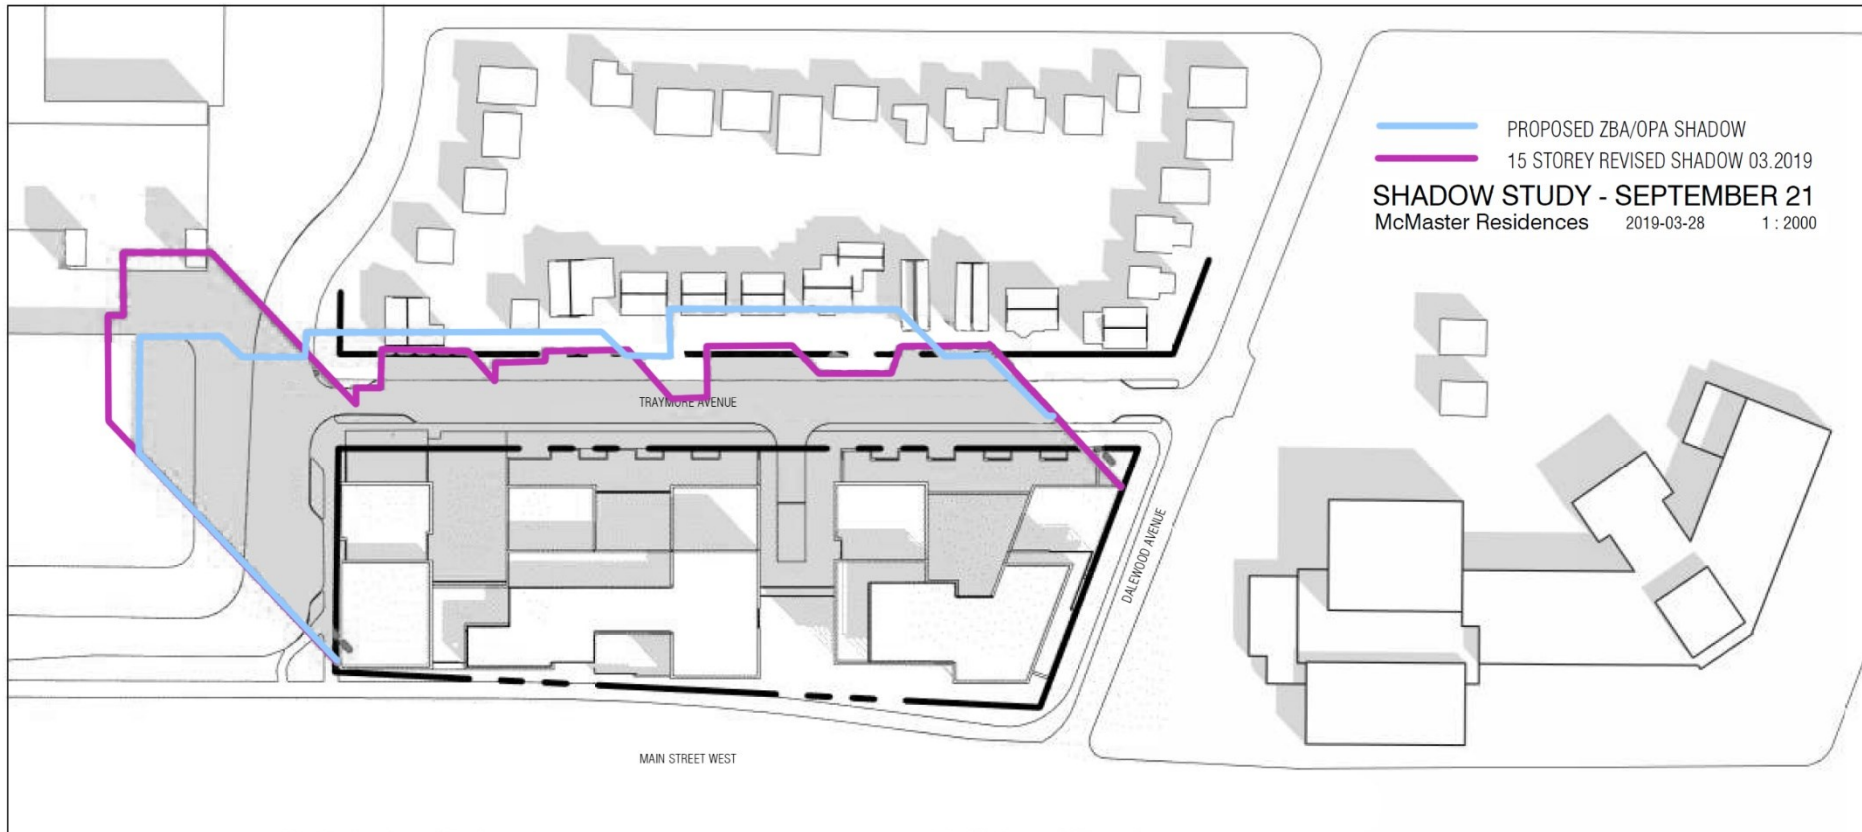 PROPOSED ZBA/OPA SHADOW
15 STOREY REVISED SHADOW 03.2019
SHADOW STUDY - SEPTEMBER 21
McMaster Residences 2019-03-28 1 : 2000
TRAYMORE AVENUE
DALEWOOD AVENUE
MAIN STREET WEST